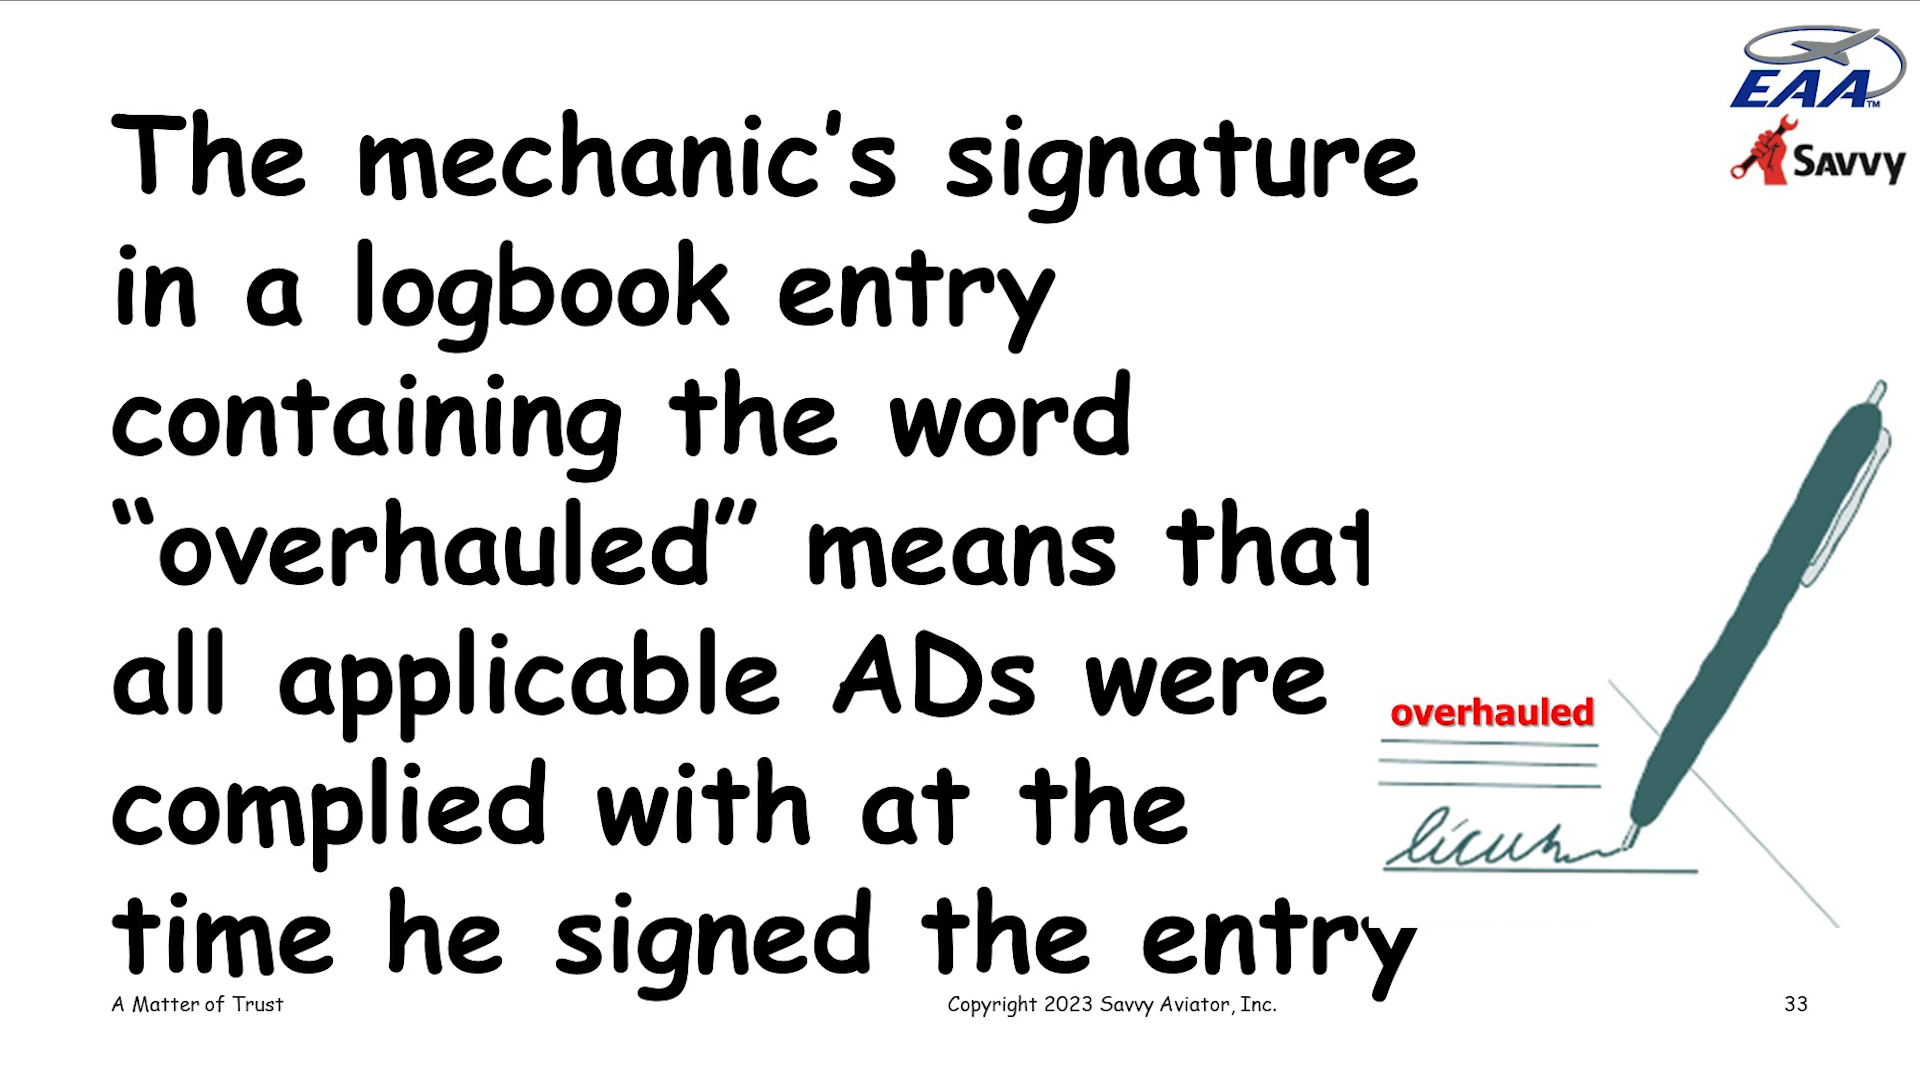 EAA™
SAVVY
The mechanic’s signature
in a logbook entry
containing the word
“overhauled” means that
all applicable ADs were
complied with at the
time he signed the entry
overhauled
A Matter of Trust
Copyright 2023 Savvy Aviator, Inc.
33